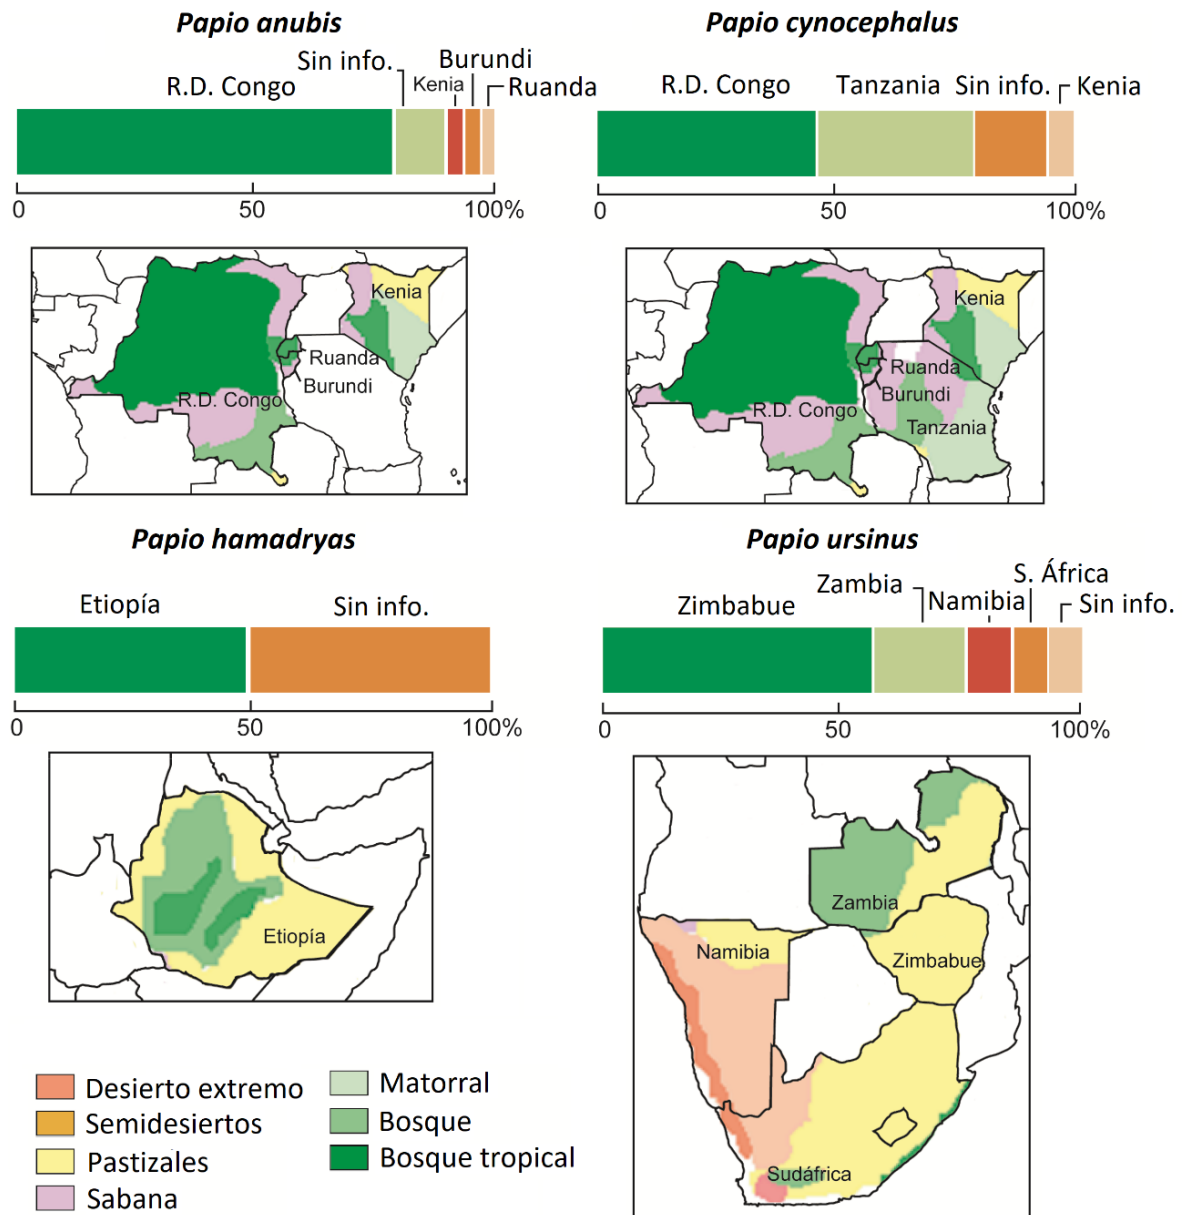 Papio anubis
Sin info.
Burundi
R.D. Congo
Kenia
Ruanda
0
50
100%
Kenia
Ruanda
Burundi
R.D. Congo
Papio cynocephalus
R.D. Congo
Tanzania
Sin info.
Kenia
0
50
100%
Kenia
Ruanda
Burundi
R.D. Congo
Tanzania
Papio hamadryas
Etiopía
Sin info.
0
50
100%
Etiopía
Papio ursinus
S. África
Zambia
Zimbabue
Namibia
Sin info.
0
50
100%
Zambia
Namibia
Zimbabue
Sudáfrica
Desierto extremo
Semidesiertos
Pastizales
Sabana
Matorral
Bosque
Bosque tropical